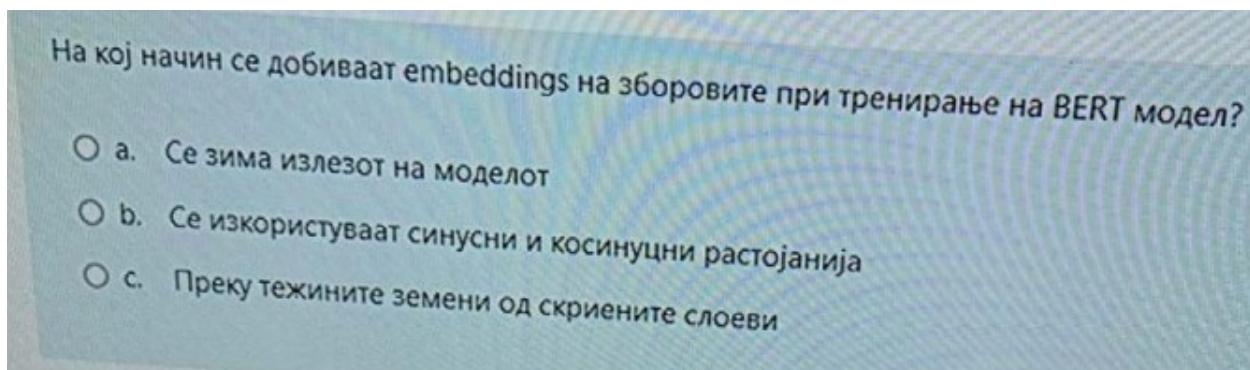 На кој начин се добиваат embeddings на зборовите при тренирање на BERT модел?
a. Се зима излезот на моделот
b. Се изкористуваат синусни и косинуцни растојанија
c. Преку тежините земени од скриените слоеви